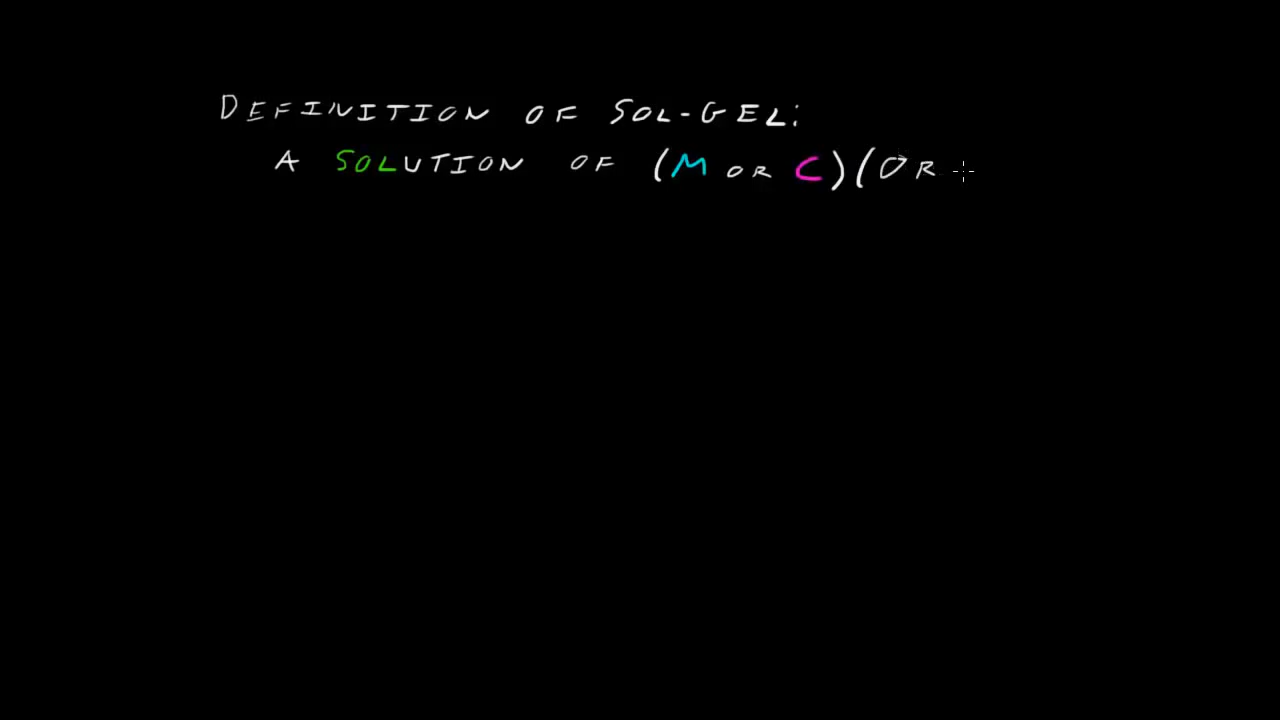 DEFINITION OF SOL-GEL:
A SOLUTION OF (M OR C)(OR